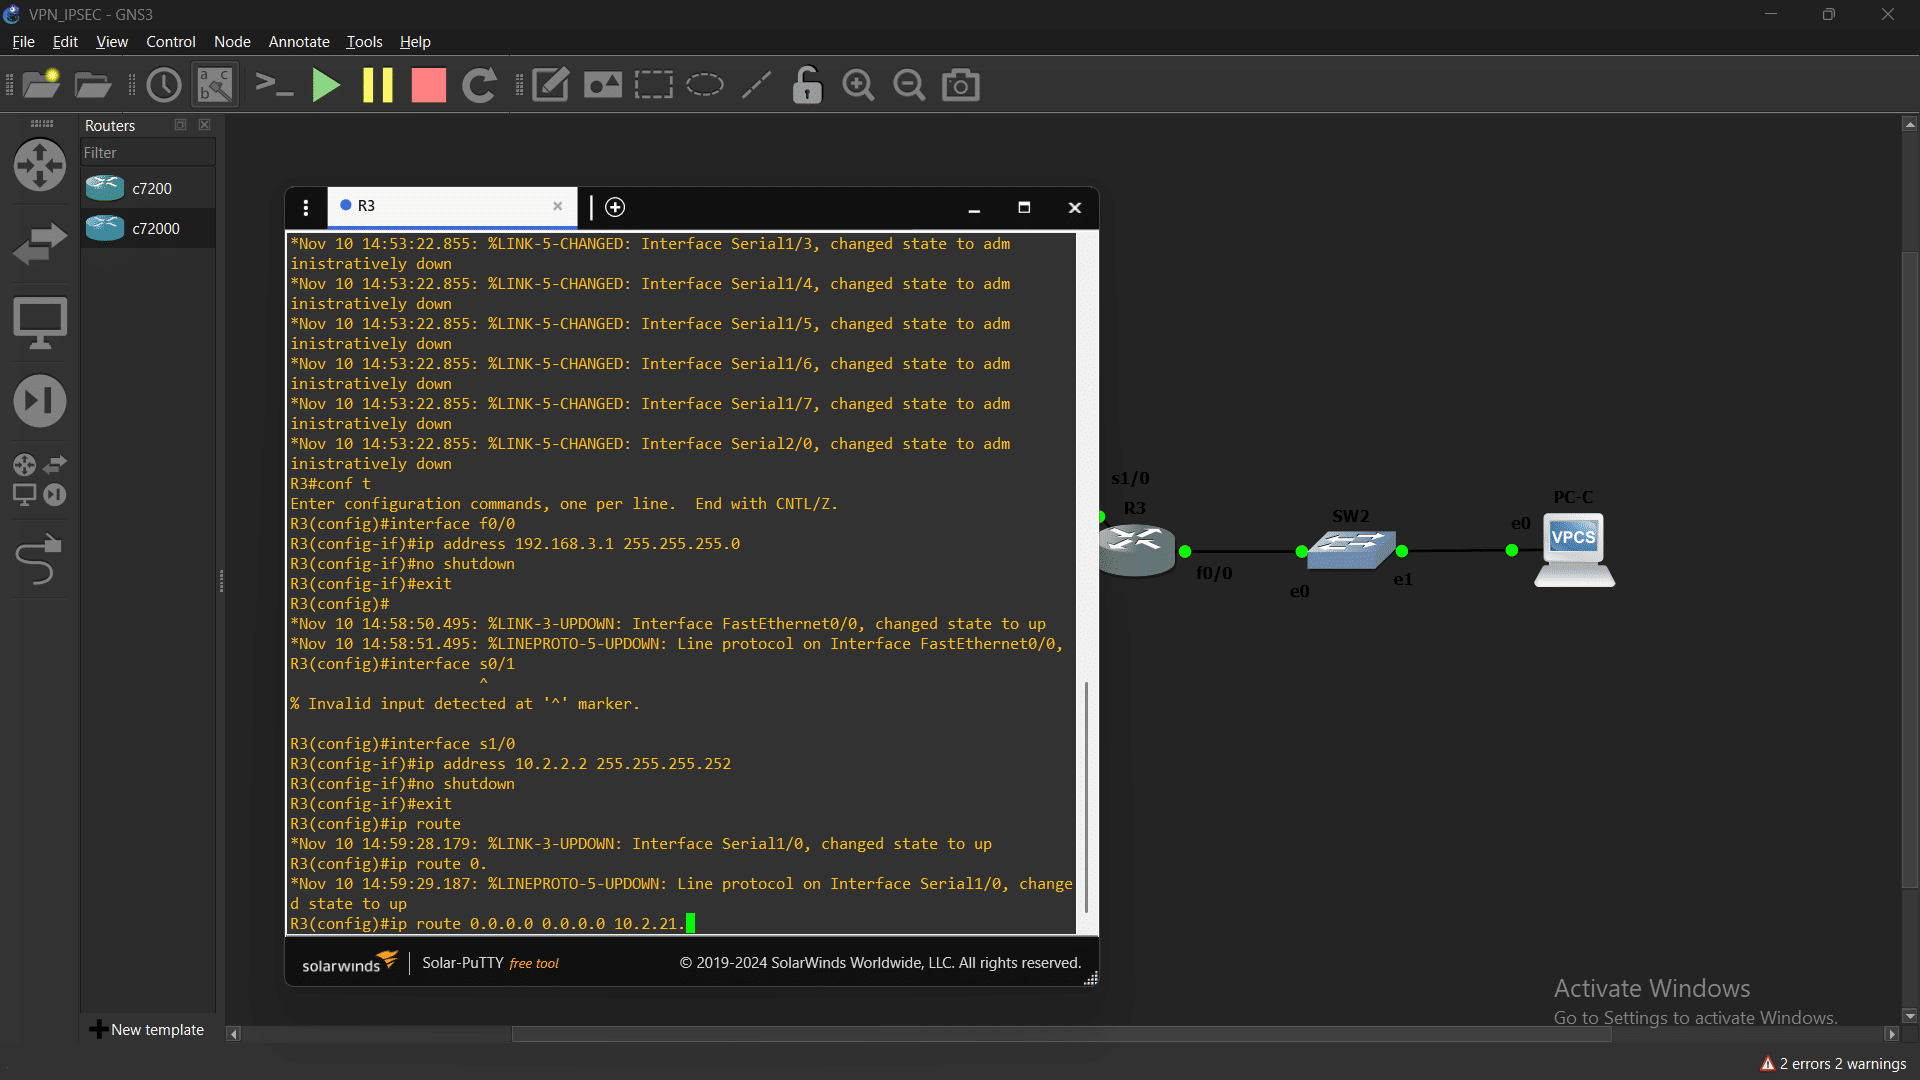 VPN_IPSEC - GNS3
File Edit View Control Node Annotate Tools Help
Routers
Filter
c7200
c72000
New template
R3
*Nov 10 14:53:22.855: %LINK-5-CHANGED: Interface Serial1/3, changed state to adm
inistratively down
*Nov 10 14:53:22.855: %LINK-5-CHANGED: Interface Serial1/4, changed state to adm
inistratively down
*Nov 10 14:53:22.855: %LINK-5-CHANGED: Interface Serial1/5, changed state to adm
inistratively down
*Nov 10 14:53:22.855: %LINK-5-CHANGED: Interface Serial1/6, changed state to adm
inistratively down
*Nov 10 14:53:22.855: %LINK-5-CHANGED: Interface Serial1/7, changed state to adm
inistratively down
*Nov 10 14:53:22.855: %LINK-5-CHANGED: Interface Serial2/0, changed state to adm
inistratively down
R3#conf t
Enter configuration commands, one per line.  End with CNTL/Z.
R3(config)#interface f0/0
R3(config-if)#ip address 192.168.3.1 255.255.255.0
R3(config-if)#no shutdown
R3(config-if)#exit
R3(config)#
*Nov 10 14:58:50.495: %LINK-3-UPDOWN: Interface FastEthernet0/0, changed state to up
*Nov 10 14:58:51.495: %LINEPROTO-5-UPDOWN: Line protocol on Interface FastEthernet0/0,
R3(config)#interface s0/1
^
% Invalid input detected at '^' marker.
R3(config)#interface s1/0
R3(config-if)#ip address 10.2.2.2 255.255.255.252
R3(config-if)#no shutdown
R3(config-if)#exit
R3(config)#ip route
*Nov 10 14:59:28.179: %LINK-3-UPDOWN: Interface Serial1/0, changed state to up
R3(config)#ip route 0.
*Nov 10 14:59:29.187: %LINEPROTO-5-UPDOWN: Line protocol on Interface Serial1/0, change
d state to up
R3(config)#ip route 0.0.0.0 0.0.0.0 10.2.21.
solarwinds Solar-PuTTY free tool © 2019-2024 SolarWinds Worldwide, LLC. All rights reserved.
s1/0
R3
f0/0
SW2
e0
e1
PC-C
e0
VPCS
Activate Windows
Go to Settings to activate Windows.
2 errors 2 warnings